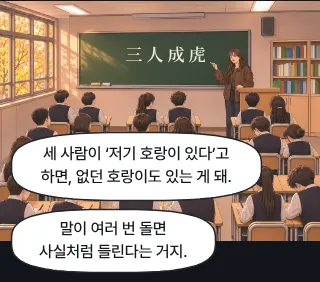 三人成虎
세 사람이 ‘저기 호랑이 있다’고
하면, 없던 호랑이도 있는 게 돼.
말이 여러 번 돌면
사실처럼 들린다는 거지.